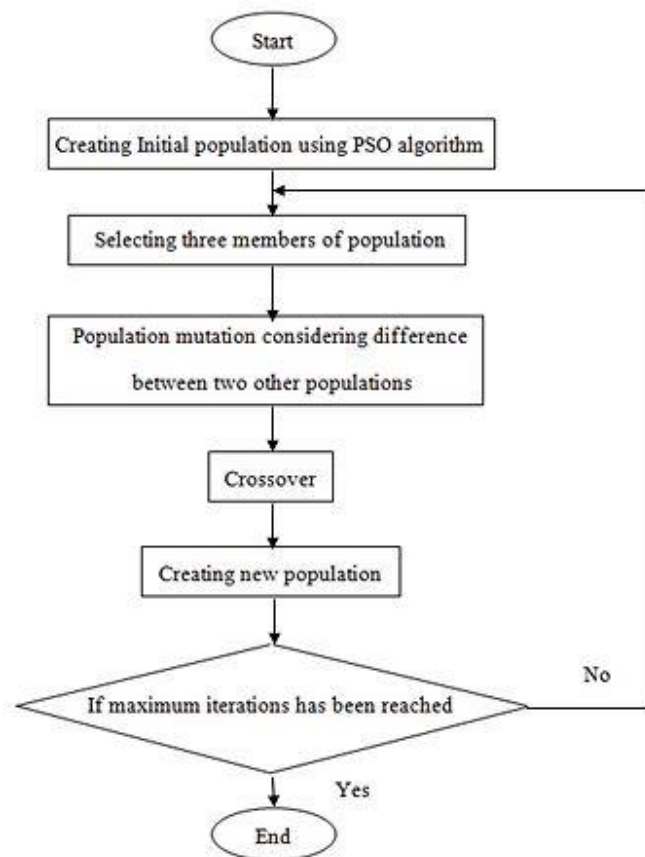 Start
Creating Initial population using PSO algorithm
Selecting three members of population
Population mutation considering difference
between two other populations
Crossover
Creating new population
If maximum iterations has been reached
No
Yes
End